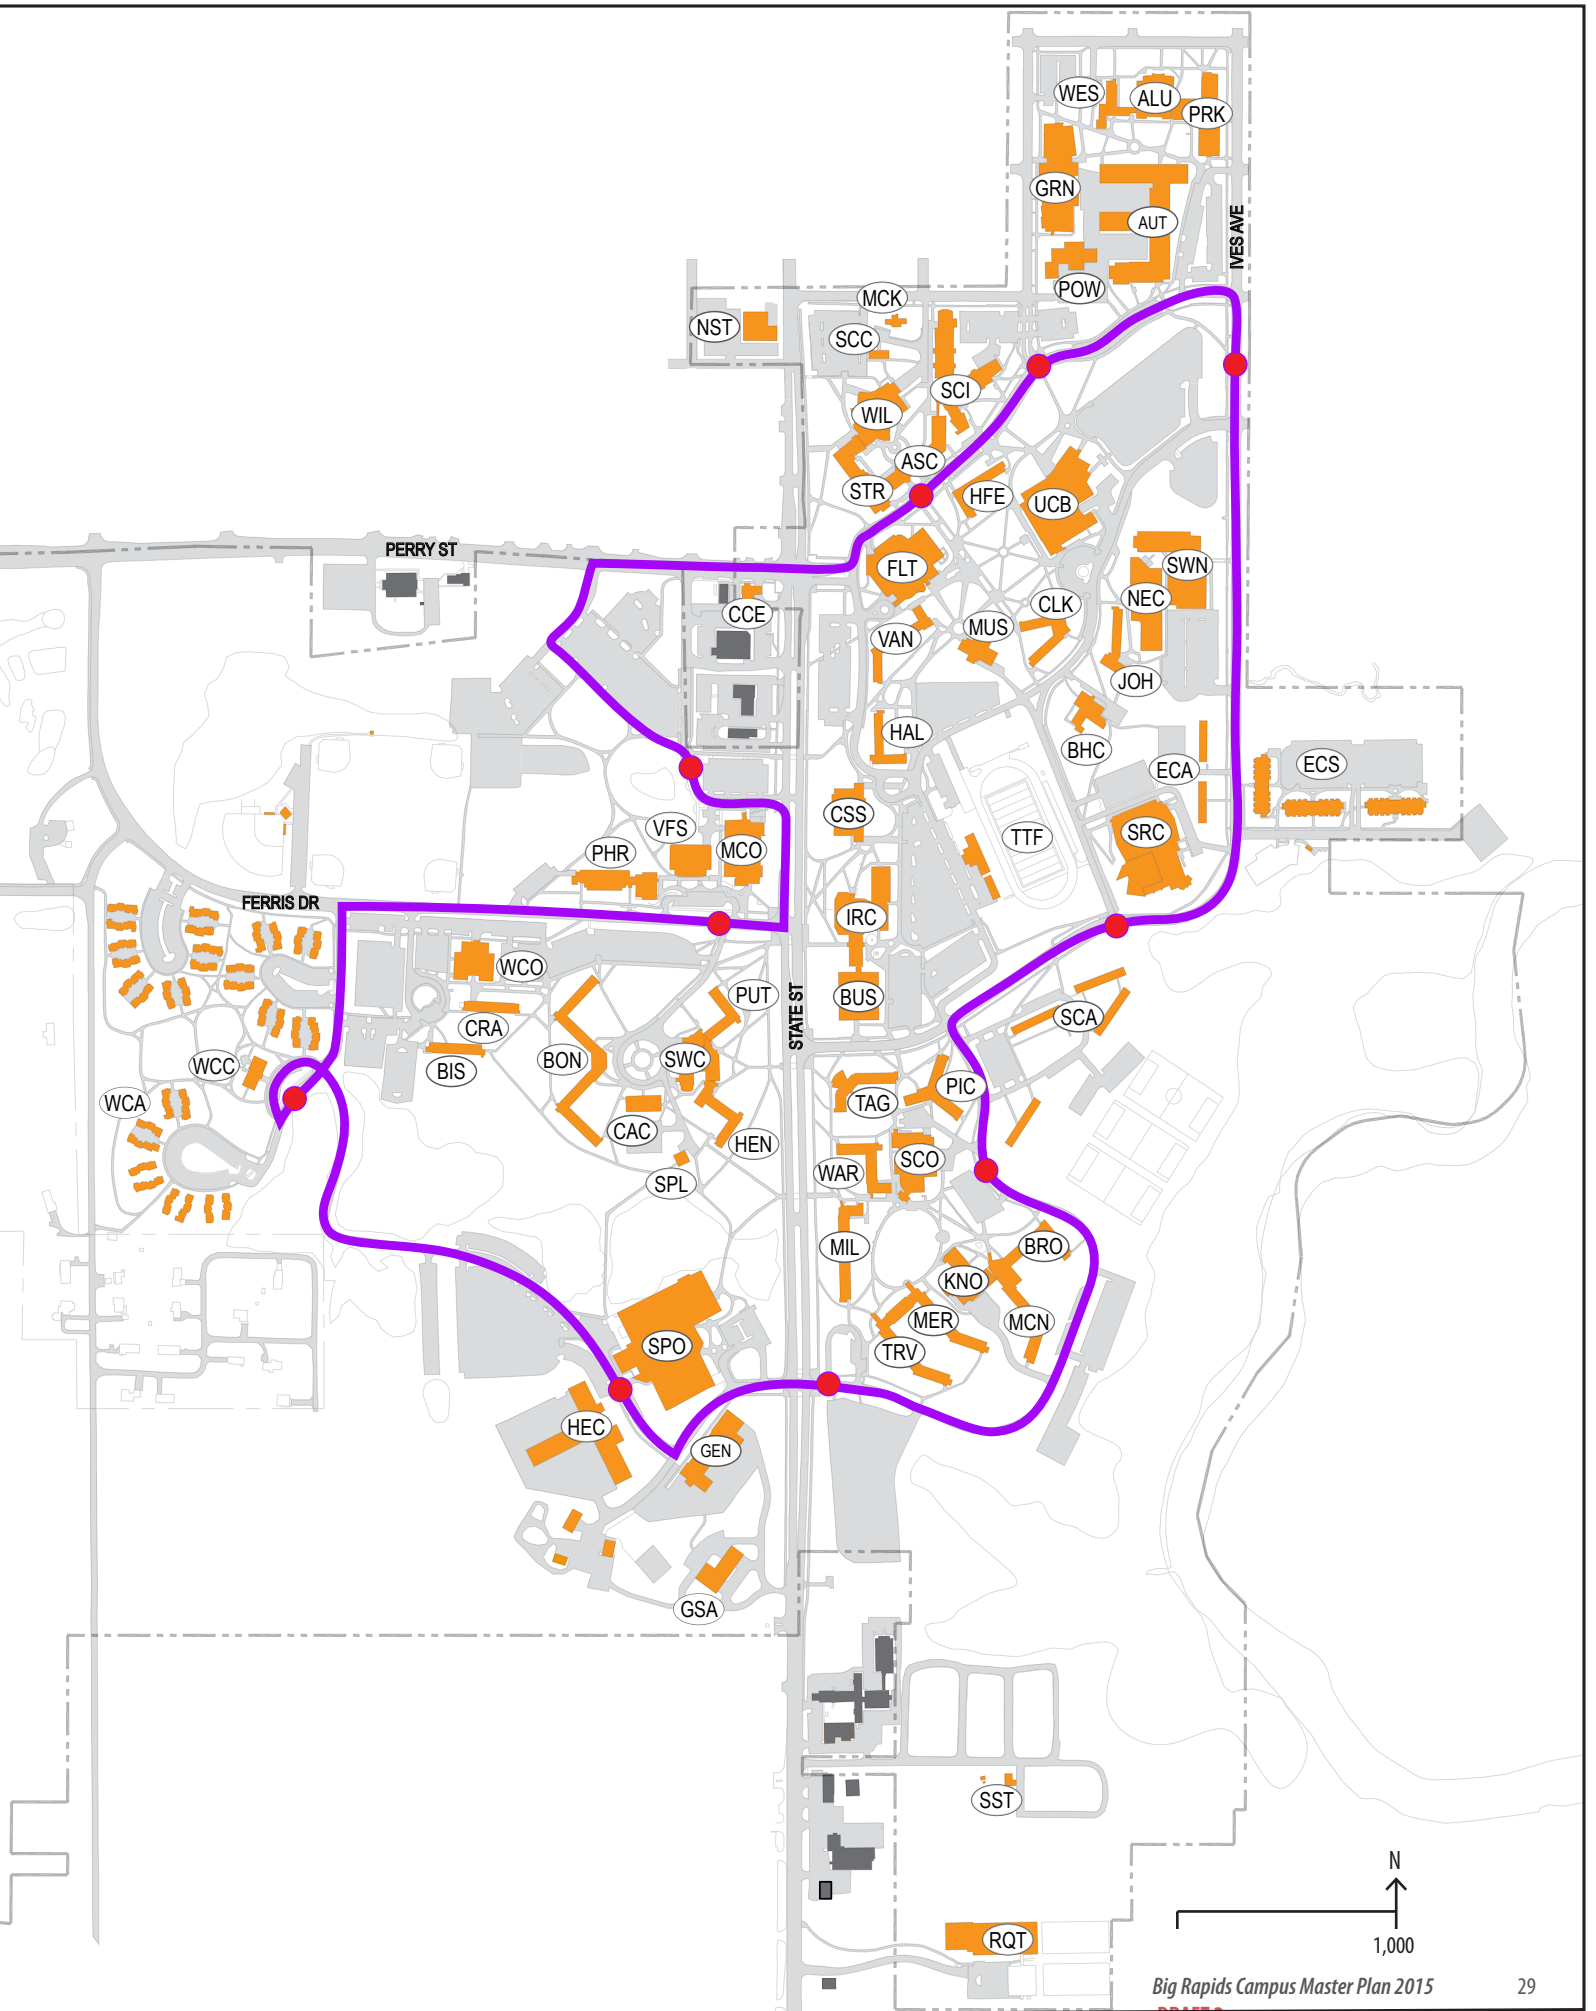 WES
ALU
PRK
GRN
AUT
IVES AVE
POW
MCK
NST
SCC
SCI
WIL
ASC
STR
HFE
UCB
PERRY ST
FLT
SWN
NEC
CLK
CCE
VAN
MUS
JOH
HAL
BHC
ECA
ECS
CSS
VFS
MCO
PHR
TTF
SRC
FERRIS DR
IRC
WCO
PUT
BUS
STATE ST
SCA
CRA
BON
SWC
BIS
WCC
WCA
PIC
TAG
CAC
HEN
SCO
WAR
SPL
MIL
BRO
KNO
MER
MCN
SPO
TRV
HEC
GEN
GSA
SST
N
RQT
1,000
Big Rapids Campus Master Plan 2015 29